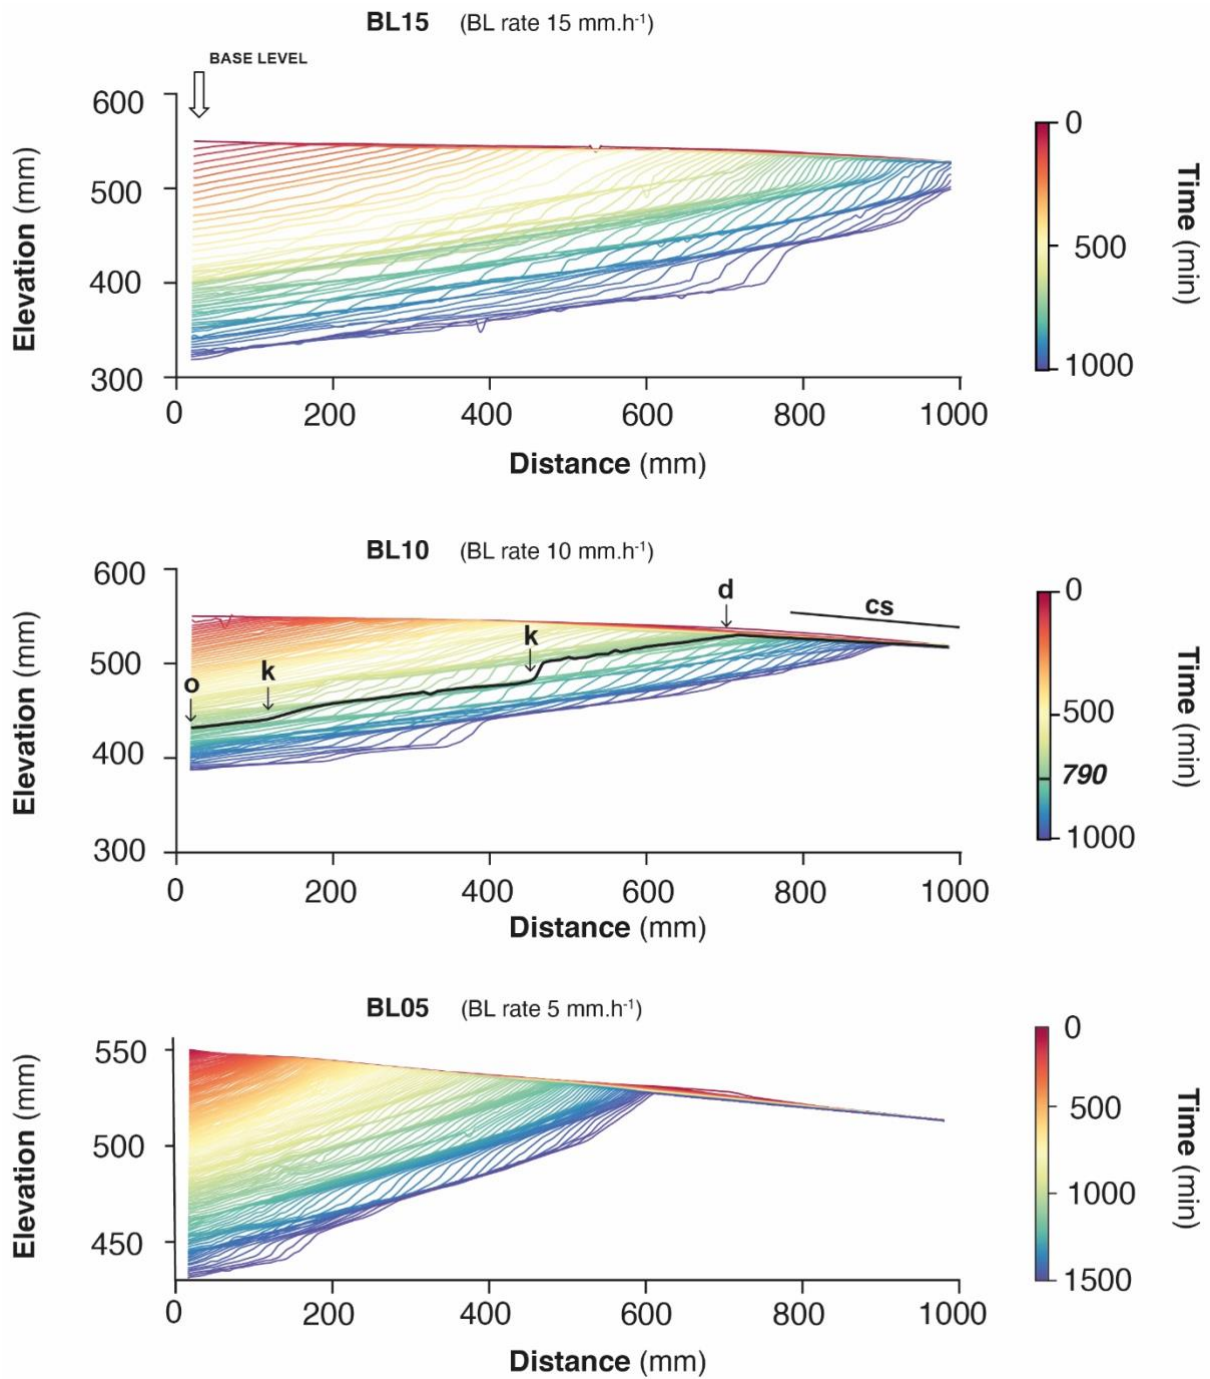 BL15 (BL rate 15 mm.h⁻¹)
BASE LEVEL
600
500
400
300
Elevation (mm)
0 200 400 600 800 1000
Distance (mm)
0
500
1000
Time (min)
BL10 (BL rate 10 mm.h⁻¹)
600
500
400
300
Elevation (mm)
o
k
k
d
cs
0 200 400 600 800 1000
Distance (mm)
0
500
790
1000
Time (min)
BL05 (BL rate 5 mm.h⁻¹)
550
500
450
Elevation (mm)
0 200 400 600 800 1000
Distance (mm)
0
500
1000
1500
Time (min)